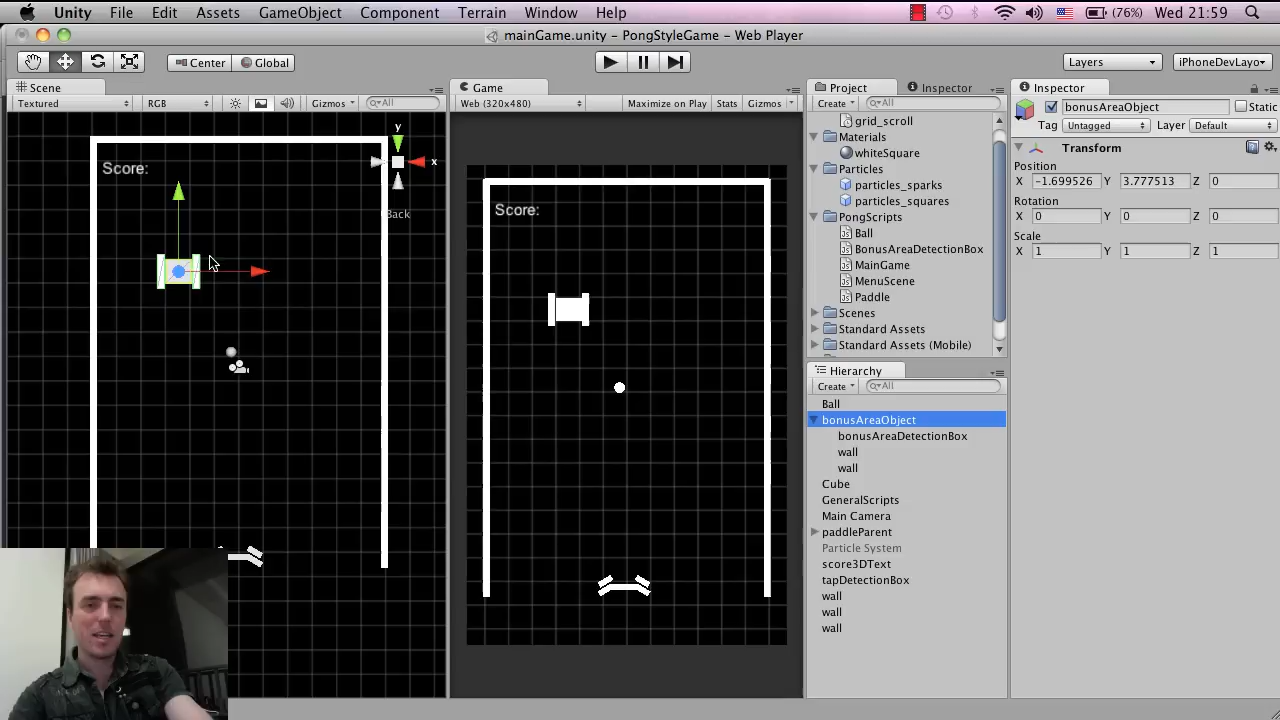 Unity File Edit Assets GameObject Component Terrain Window Help (76%) Wed 21:59
mainGame.unity - PongStyleGame - Web Player
Center Global Layers iPhoneDevLayo
Scene
Textured RGB Gizmos All
y
x
Back
Score:
Game
Web (320x480) Maximize on Play Stats Gizmos
Score:
Project Inspector
Create All
grid_scroll
Materials
whiteSquare
Particles
particles_sparks
particles_squares
PongScripts
Ball
BonusAreaDetectionBox
MainGame
MenuScene
Paddle
Scenes
Standard Assets
Standard Assets (Mobile)
Hierarchy
Create All
Ball
bonusAreaObject
bonusAreaDetectionBox
wall
wall
Cube
GeneralScripts
Main Camera
paddleParent
Particle System
score3DText
tapDetectionBox
wall
wall
wall
Inspector
bonusAreaObject Static
Tag Untagged Layer Default
Transform
Position
X -1.699526 Y 3.777513 Z 0
Rotation
X 0 Y 0 Z 0
Scale
X 1 Y 1 Z 1